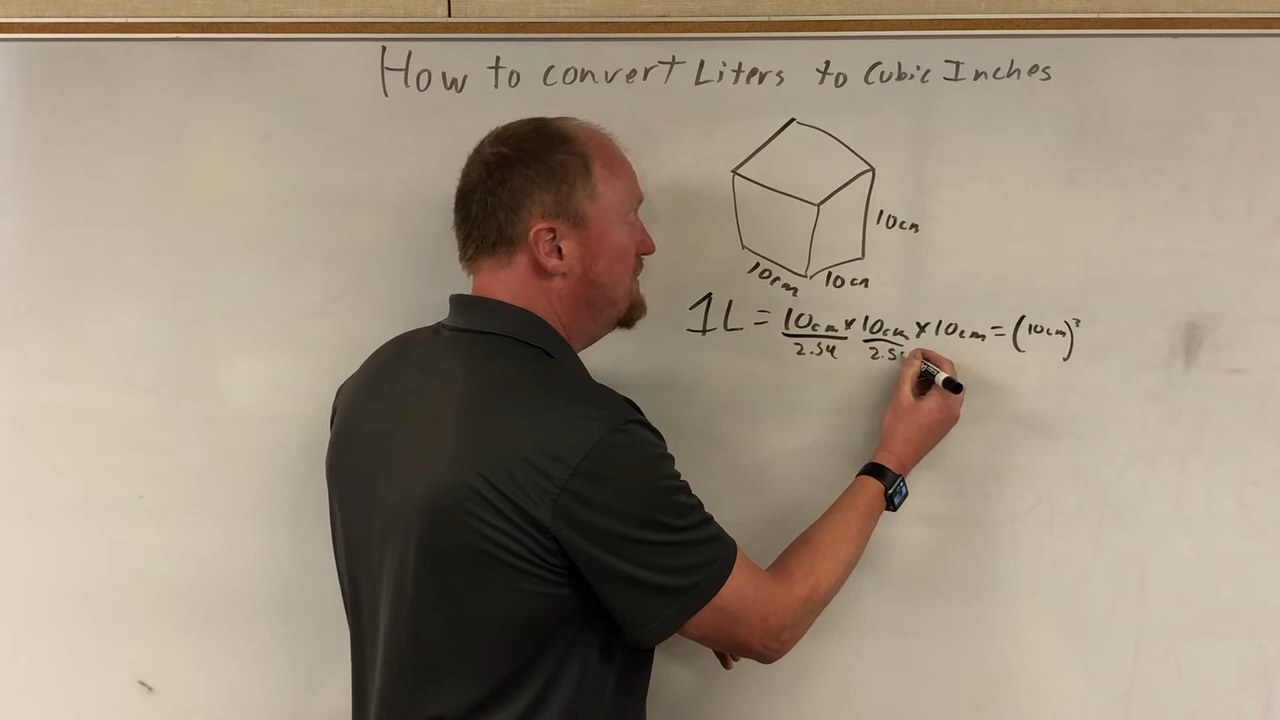 How to convert Liters to Cubic Inches
10cm
10cm 10cm
1L = 10cm x 10cm x 10cm = (10cm)³
2.54 2.5